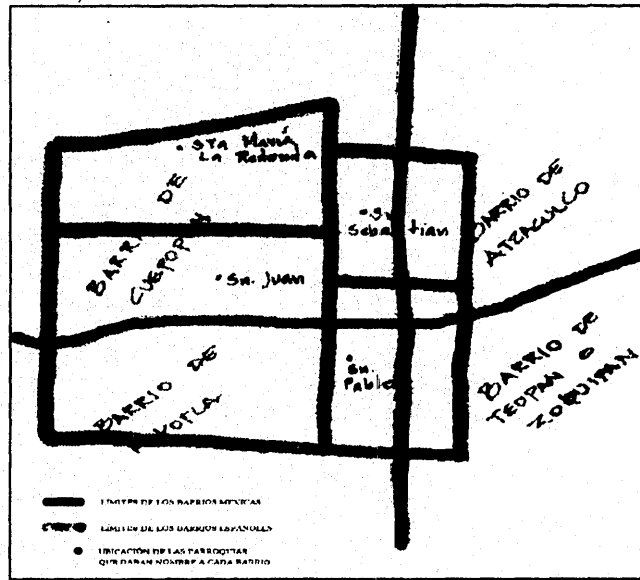 • Sta María
La Redonda
BARRIO DE
CUEPOPAN
• Sn
Sebastian
BARRIO DE
ATZACUALCO
• Sn. Juan
BARRIO DE
• Sn.
Pablo
BARRIO DE
TEOPAN O
ZOQUIPAN
LIMITES DE LOS BARRIOS MEXICAS
LIMITES DE LOS BARRIOS ESPAÑOLES
UBICACIÓN DE LAS PARROQUIAS
QUE DABAN NOMBRE A CADA BARRIO